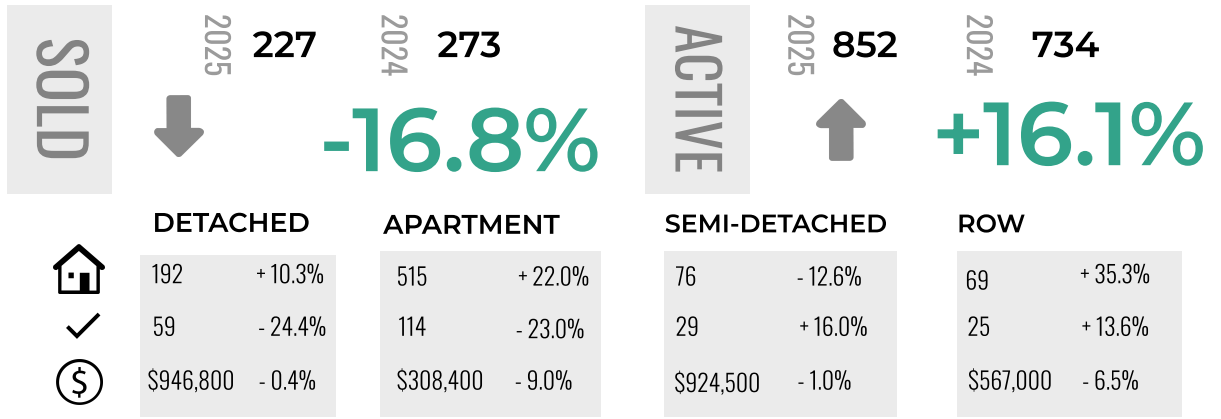 SOLD
2025 227 2024 273
-16.8%
ACTIVE
2025 852 2024 734
+16.1%
DETACHED
192 + 10.3%
59 - 24.4%
$946,800 - 0.4%
APARTMENT
515 + 22.0%
114 - 23.0%
$308,400 - 9.0%
SEMI-DETACHED
76 - 12.6%
29 + 16.0%
$924,500 - 1.0%
ROW
69 + 35.3%
25 + 13.6%
$567,000 - 6.5%